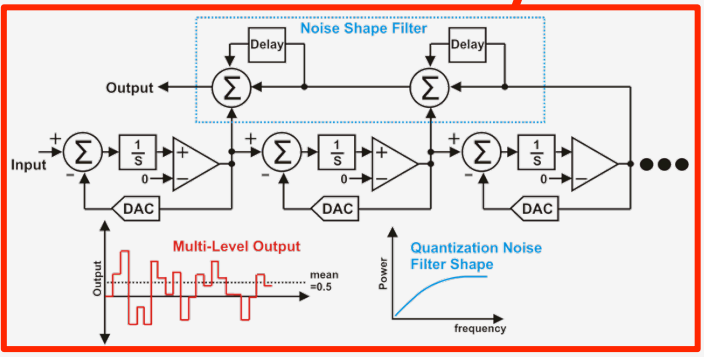 Noise Shape Filter
Delay
Delay
Output
Σ
Σ
Input
+
Σ
−
1
S
+
0
−
+
Σ
−
1
S
+
0
−
+
Σ
−
1
S
0
−
DAC
DAC
DAC
Output
Multi-Level Output
mean
=0.5
Power
Quantization Noise
Filter Shape
frequency